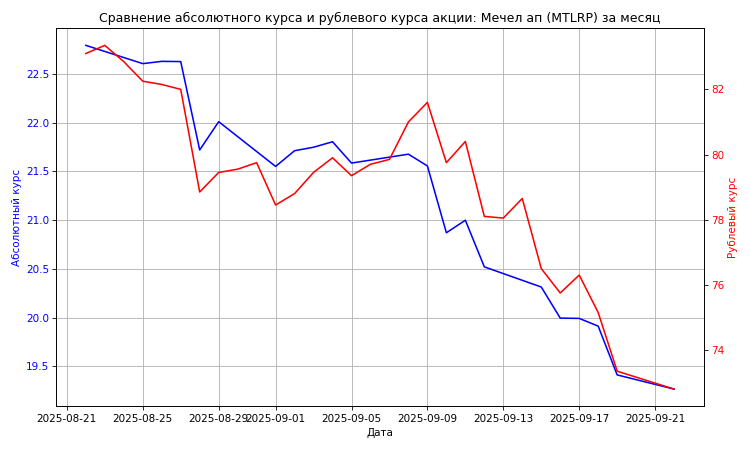 Сравнение абсолютного курса и рублевого курса акции: Мечел ап (MTLRP) за месяц
22.5
22.0
21.5
21.0
20.5
20.0
19.5
Абсолютный курс
82
80
78
76
74
Рублевый курс
2025-08-21 2025-08-25 2025-08-29 2025-09-01 2025-09-05 2025-09-09 2025-09-13 2025-09-17 2025-09-21
Дата